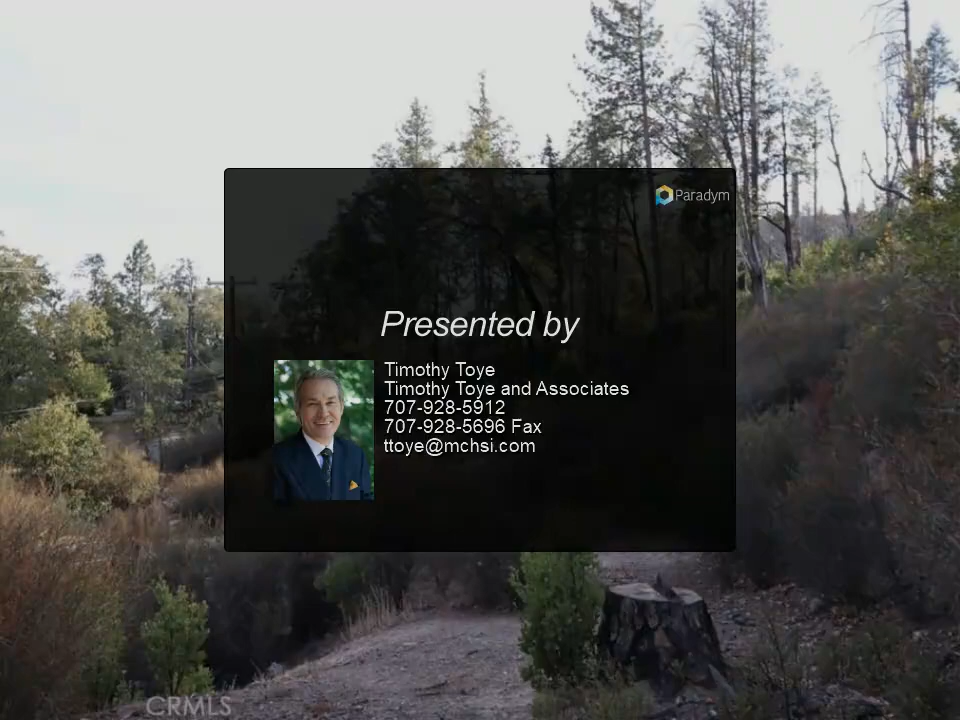 Paradym
Presented by
Timothy Toye
Timothy Toye and Associates
707-928-5912
707-928-5696 Fax
ttoye@mchsi.com
CRMLS